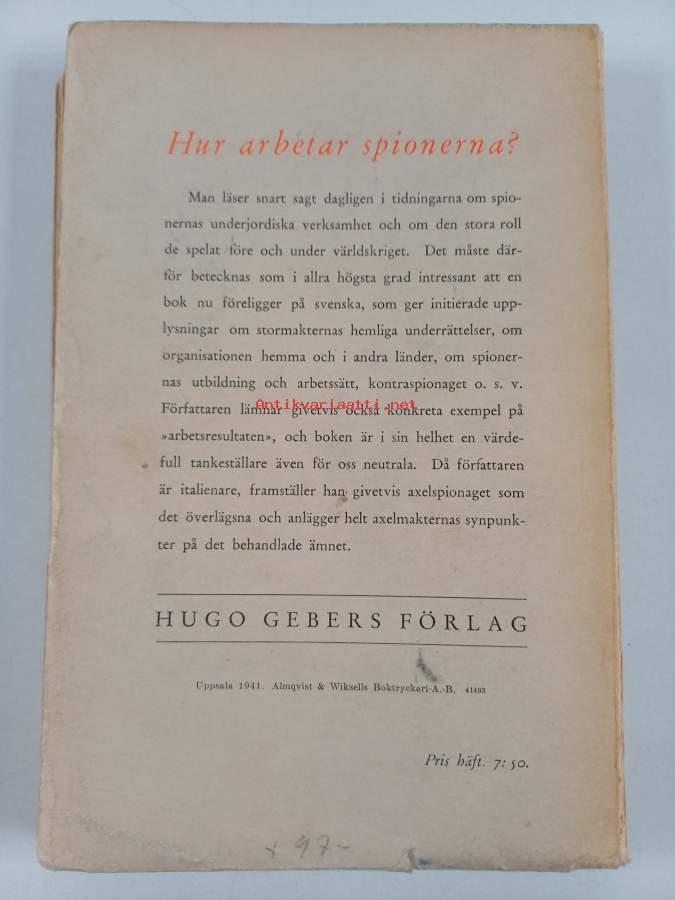 Hur arbetar spionerna?
Man läser snart sagt dagligen i tidningarna om spio-
nernas underjordiska verksamhet och om den stora roll
de spelat före och under världskriget. Det måste där-
för betecknas som i allra högsta grad intressant att en
bok nu föreligger på svenska, som ger initierade upp-
lysningar om stormakternas hemliga underrättelser, om
organisationen hemma och i andra länder, om spioner-
nas utbildning och arbetssätt, kontraspionaget o. s. v.
Antikvariaatti.net
Författaren lämnar givetvis också konkreta exempel på
»arbetsresultaten», och boken är i sin helhet en värde-
full tankeställare även för oss neutrala. Då författaren
är italienare, framställer han givetvis axelspionaget som
det överlägsna och anlägger helt axelmakternas synpunk-
ter på det behandlade ämnet.
HUGO GEBERS FÖRLAG
Uppsala 1941. Almqvist & Wiksells Boktryckeri-A.-B. 41493
Pris häft. 7: 50.
+ 97-